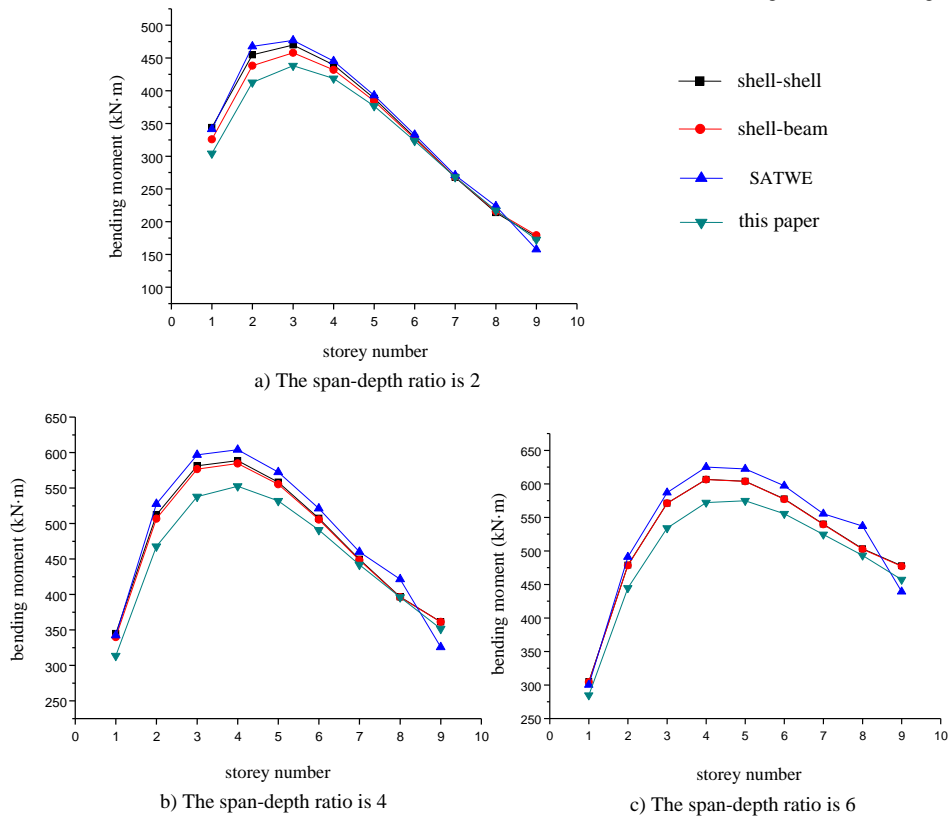 500
450
400
350
300
250
200
150
100
bending moment (kN·m)
0 1 2 3 4 5 6 7 8 9 10
storey number
a) The span-depth ratio is 2
shell-shell
shell-beam
SATWE
this paper
650
600
550
500
450
400
350
300
250
bending moment (kN·m)
0 1 2 3 4 5 6 7 8 9 10
storey number
b) The span-depth ratio is 4
650
600
550
500
450
400
350
300
250
bending moment (kN·m)
0 1 2 3 4 5 6 7 8 9 10
storey number
c) The span-depth ratio is 6